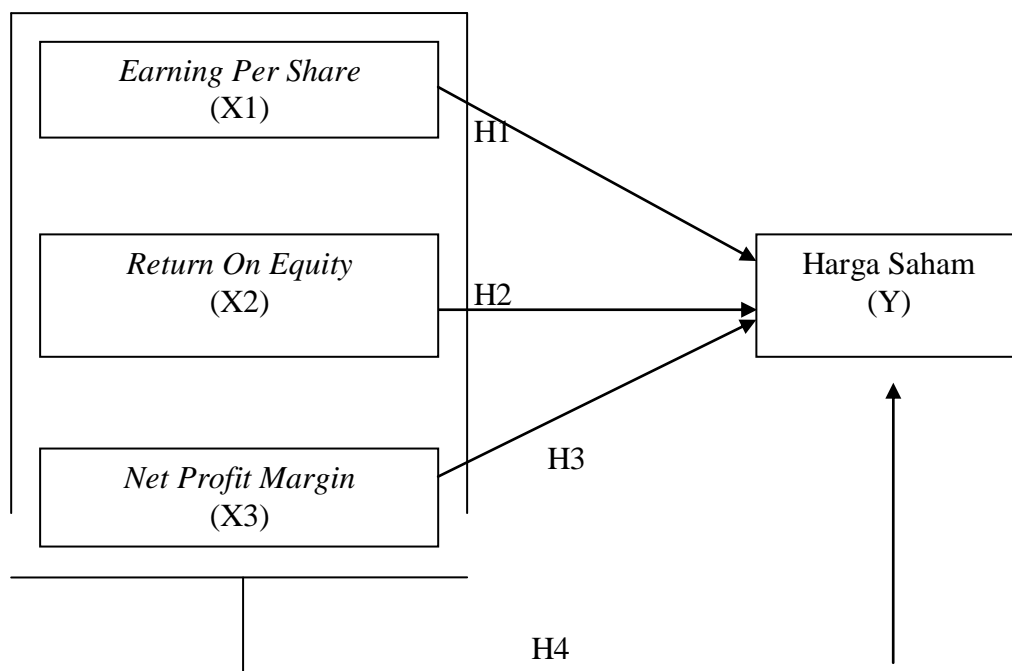 Earning Per Share
(X1)
H1
Return On Equity
(X2)
H2
Harga Saham
(Y)
Net Profit Margin
(X3)
H3
H4